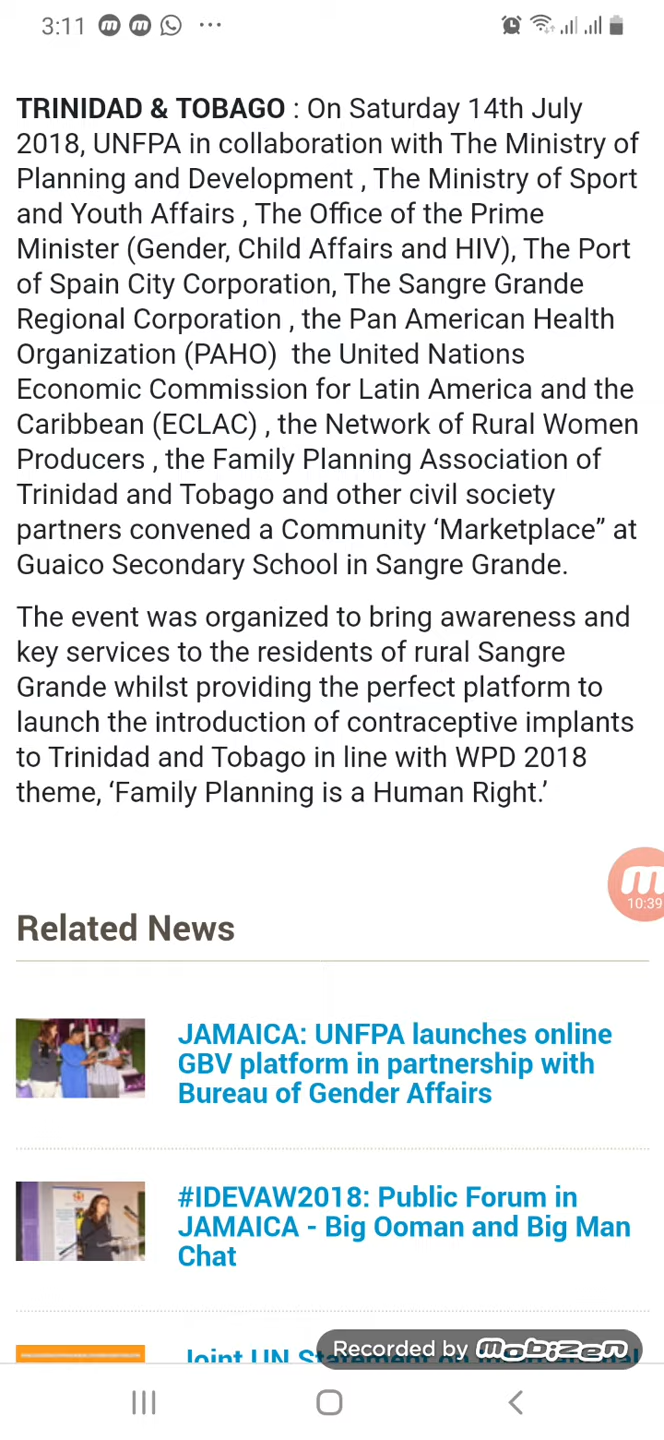 3:11
TRINIDAD & TOBAGO : On Saturday 14th July
2018, UNFPA in collaboration with The Ministry of
Planning and Development , The Ministry of Sport
and Youth Affairs , The Office of the Prime
Minister (Gender, Child Affairs and HIV), The Port
of Spain City Corporation, The Sangre Grande
Regional Corporation , the Pan American Health
Organization (PAHO)  the United Nations
Economic Commission for Latin America and the
Caribbean (ECLAC) , the Network of Rural Women
Producers , the Family Planning Association of
Trinidad and Tobago and other civil society
partners convened a Community ‘Marketplace” at
Guaico Secondary School in Sangre Grande.
The event was organized to bring awareness and
key services to the residents of rural Sangre
Grande whilst providing the perfect platform to
launch the introduction of contraceptive implants
to Trinidad and Tobago in line with WPD 2018
theme, ‘Family Planning is a Human Right.’
m
10:39
Related News
JAMAICA: UNFPA launches online
GBV platform in partnership with
Bureau of Gender Affairs
#IDEVAW2018: Public Forum in
JAMAICA - Big Ooman and Big Man
Chat
Joint UN Statement on
Recorded by mobizen